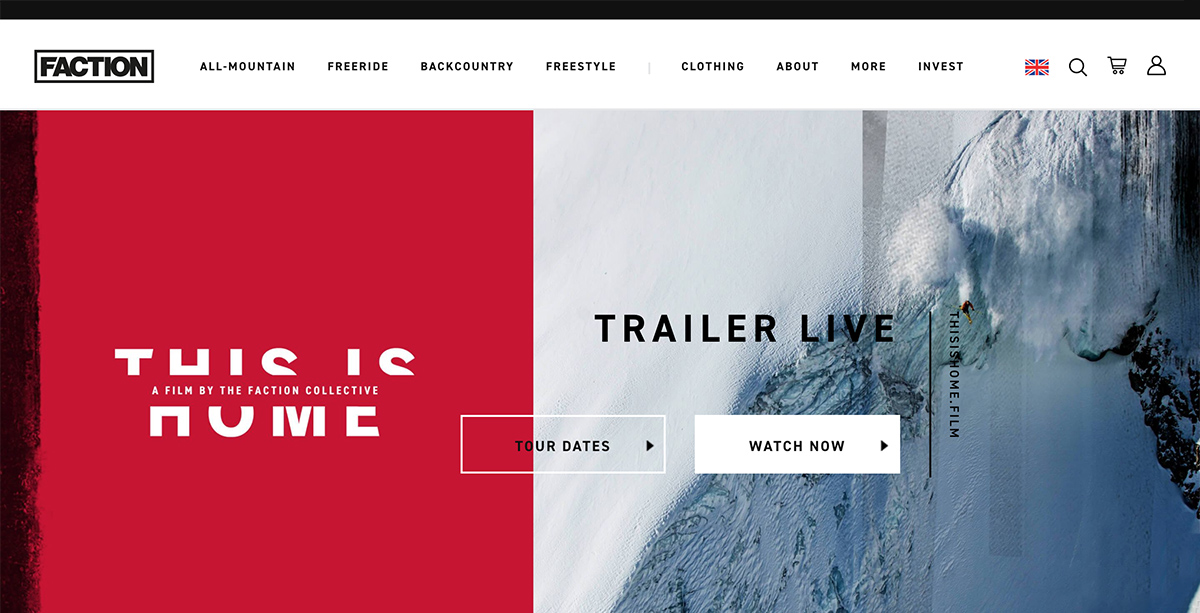 FACTION
ALL-MOUNTAIN FREERIDE BACKCOUNTRY FREESTYLE | CLOTHING ABOUT MORE INVEST
THIS IS
A FILM BY THE FACTION COLLECTIVE
HOME
TRAILER LIVE
THISISHOME.FILM
TOUR DATES
WATCH NOW